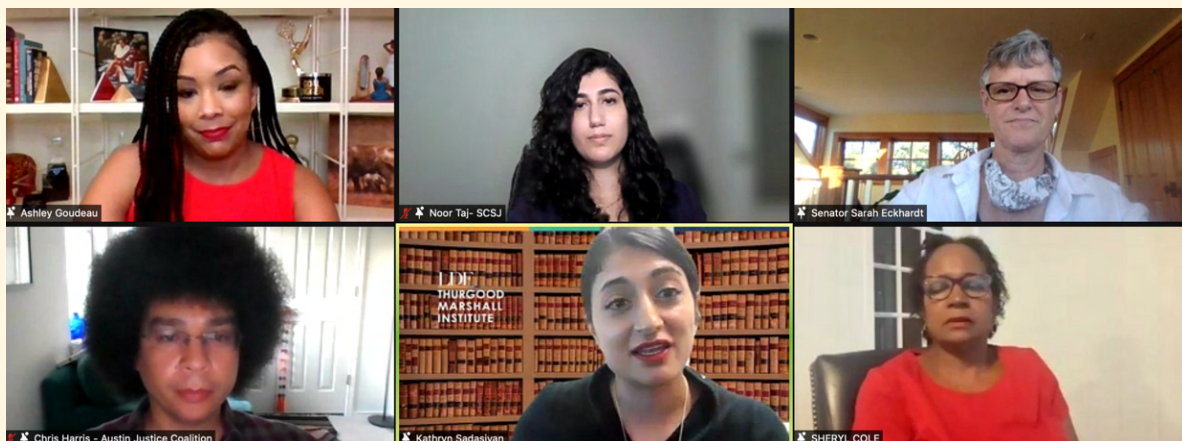 Ashley Goudeau
Noor Taj- SCSJ
Senator Sarah Eckhardt
LDF
THURGOOD
MARSHALL
INSTITUTE
Chris Harris - Austin Justice Coalition
Kathryn Sadasivan
SHERYL COLE